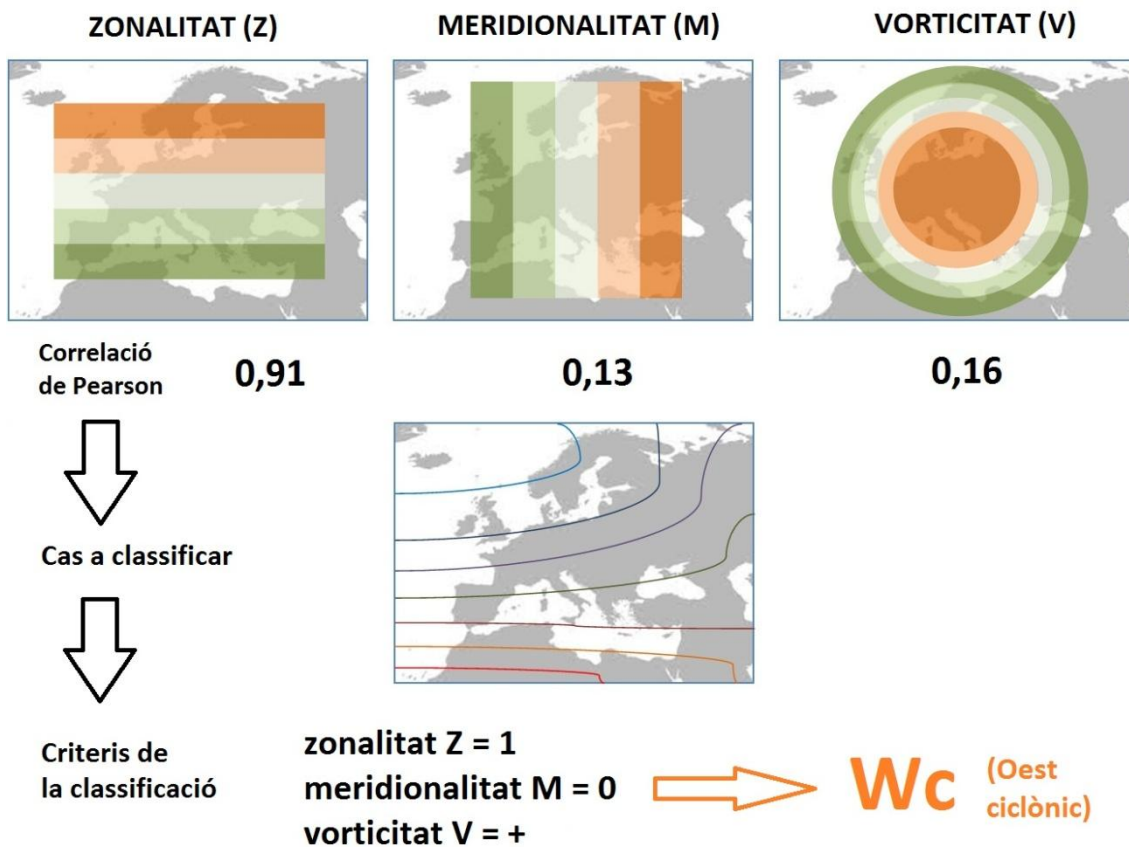 ZONALITAT (Z)
MERIDIONALITAT (M)
VORTICITAT (V)
Correlació
de Pearson
0,91
0,13
0,16
Cas a classificar
Criteris de
la classificació
zonalitat Z = 1
meridionalitat M = 0
vorticitat V = +
Wc
(Oest
ciclònic)